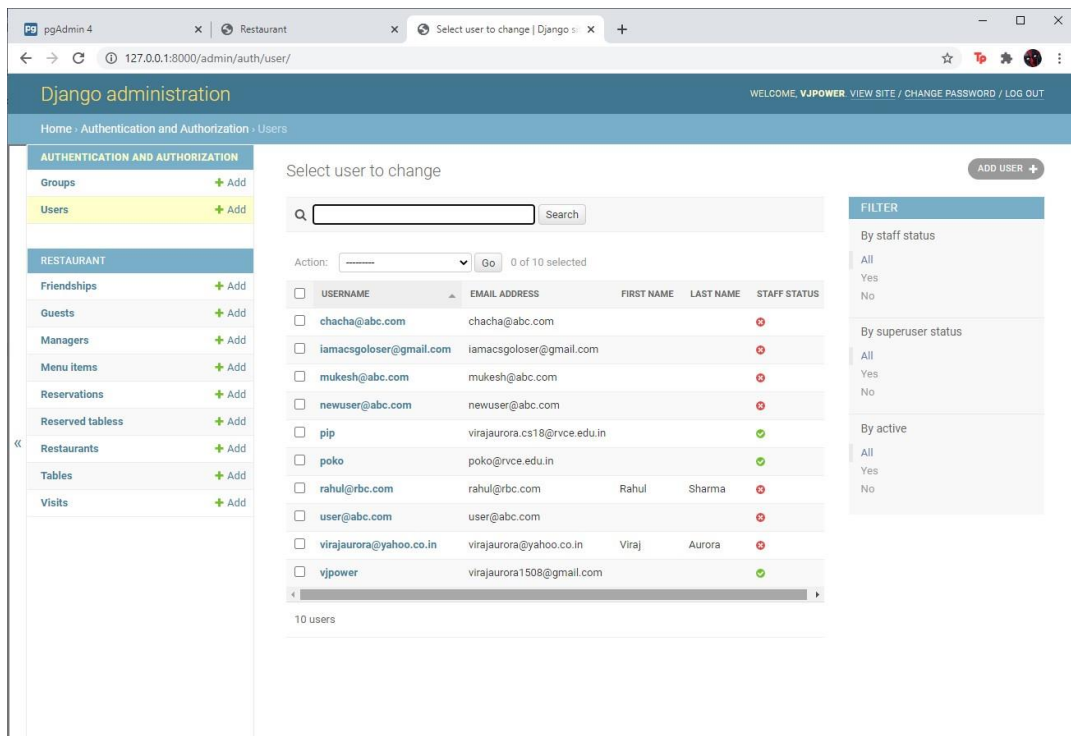 pgAdmin 4
Restaurant
Select user to change | Django s
127.0.0.1:8000/admin/auth/user/
Tp
Django administration
WELCOME, VJPOWER. VIEW SITE / CHANGE PASSWORD / LOG OUT
Home › Authentication and Authorization › Users
AUTHENTICATION AND AUTHORIZATION
Groups + Add
Users + Add
RESTAURANT
Friendships + Add
Guests + Add
Managers + Add
Menu items + Add
Reservations + Add
Reserved tabless + Add
Restaurants + Add
Tables + Add
Visits + Add
«
Select user to change
ADD USER +
Search
Action: --------- Go 0 of 10 selected
USERNAME EMAIL ADDRESS FIRST NAME LAST NAME STAFF STATUS
chacha@abc.com chacha@abc.com
iamacsgoloser@gmail.com iamacsgoloser@gmail.com
mukesh@abc.com mukesh@abc.com
newuser@abc.com newuser@abc.com
pip virajaurora.cs18@rvce.edu.in
poko poko@rvce.edu.in
rahul@rbc.com rahul@rbc.com Rahul Sharma
user@abc.com user@abc.com
virajaurora@yahoo.co.in virajaurora@yahoo.co.in Viraj Aurora
vjpower virajaurora1508@gmail.com
10 users
FILTER
By staff status
All
Yes
No
By superuser status
All
Yes
No
By active
All
Yes
No